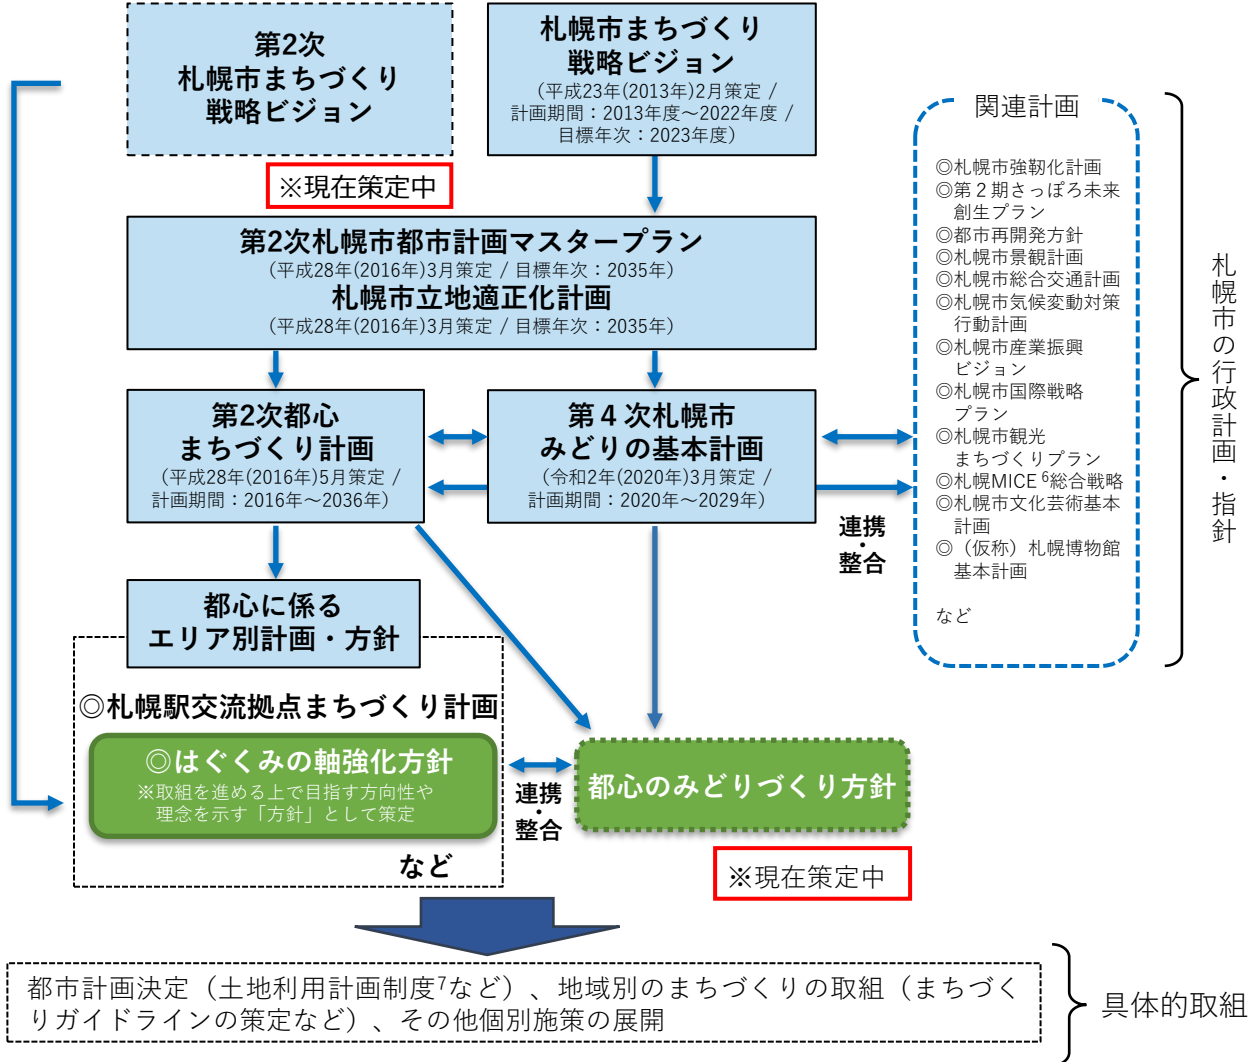 第2次
札幌市まちづくり
戦略ビジョン
※現在策定中
札幌市まちづくり
戦略ビジョン
(平成23年(2013年)2月策定 /
計画期間：2013年度～2022年度 /
目標年次：2023年度)
第2次札幌市都市計画マスタープラン
(平成28年(2016年)3月策定 / 目標年次：2035年)
札幌市立地適正化計画
(平成28年(2016年)3月策定 / 目標年次：2035年)
第2次都心
まちづくり計画
(平成28年(2016年)5月策定 /
計画期間：2016年～2036年)
第４次札幌市
みどりの基本計画
(令和2年(2020年)3月策定 /
計画期間：2020年～2029年)
連携
・
整合
関連計画
◎札幌市強靱化計画
◎第２期さっぽろ未来
創生プラン
◎都市再開発方針
◎札幌市景観計画
◎札幌市総合交通計画
◎札幌市気候変動対策
行動計画
◎札幌市産業振興
ビジョン
◎札幌市国際戦略
プラン
◎札幌市観光
まちづくりプラン
◎札幌MICE⁶総合戦略
◎札幌市文化芸術基本
計画
◎（仮称）札幌博物館
基本計画
など
札幌市の行政計画・指針
都心に係る
エリア別計画・方針
◎札幌駅交流拠点まちづくり計画
◎はぐくみの軸強化方針
※取組を進める上で目指す方向性や
理念を示す「方針」として策定
など
連携
・
整合
都心のみどりづくり方針
※現在策定中
都市計画決定（土地利用計画制度⁷など）、地域別のまちづくりの取組（まちづく
りガイドラインの策定など）、その他個別施策の展開
具体的取組